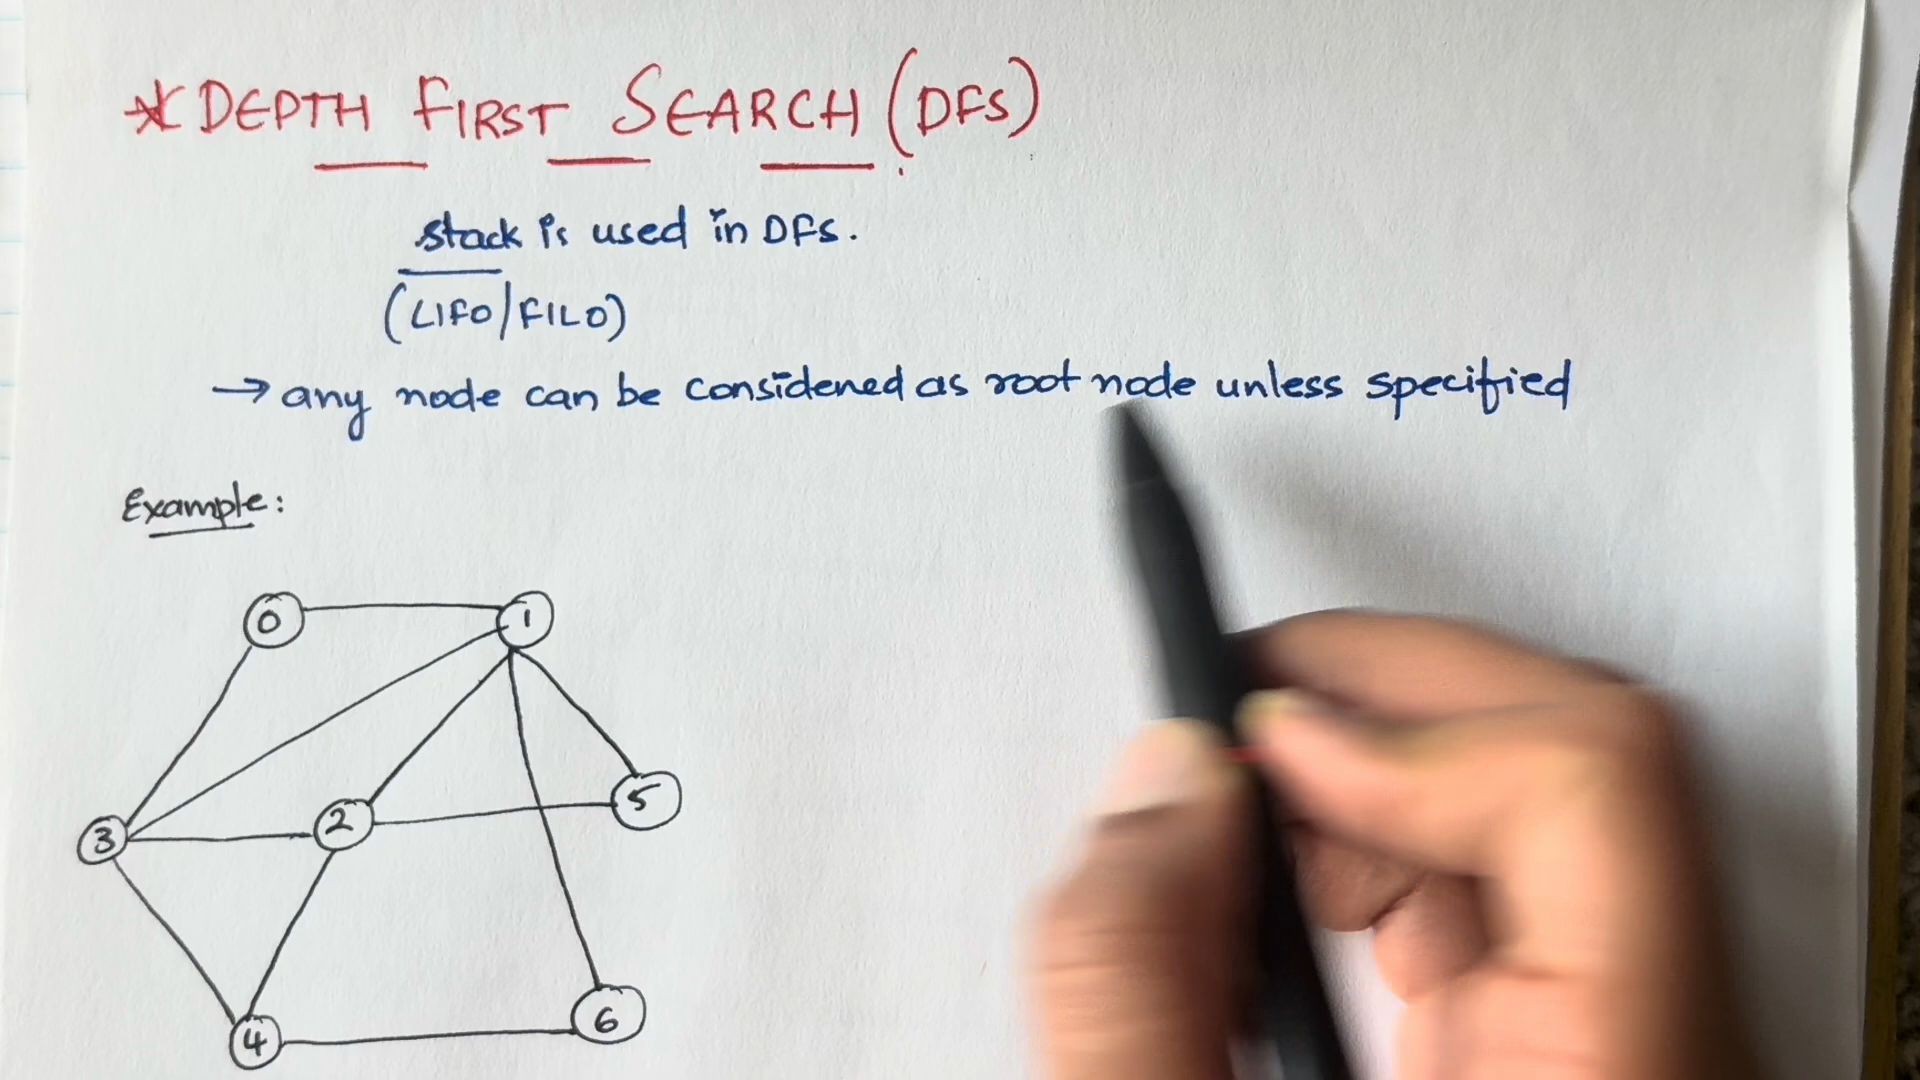 * DEPTH FIRST SEARCH (DFS)
stack is used in DFS.
(LIFO/FILO)
→ any node can be considered as root node unless specified
Example:
0 1
3 2 5
4 6